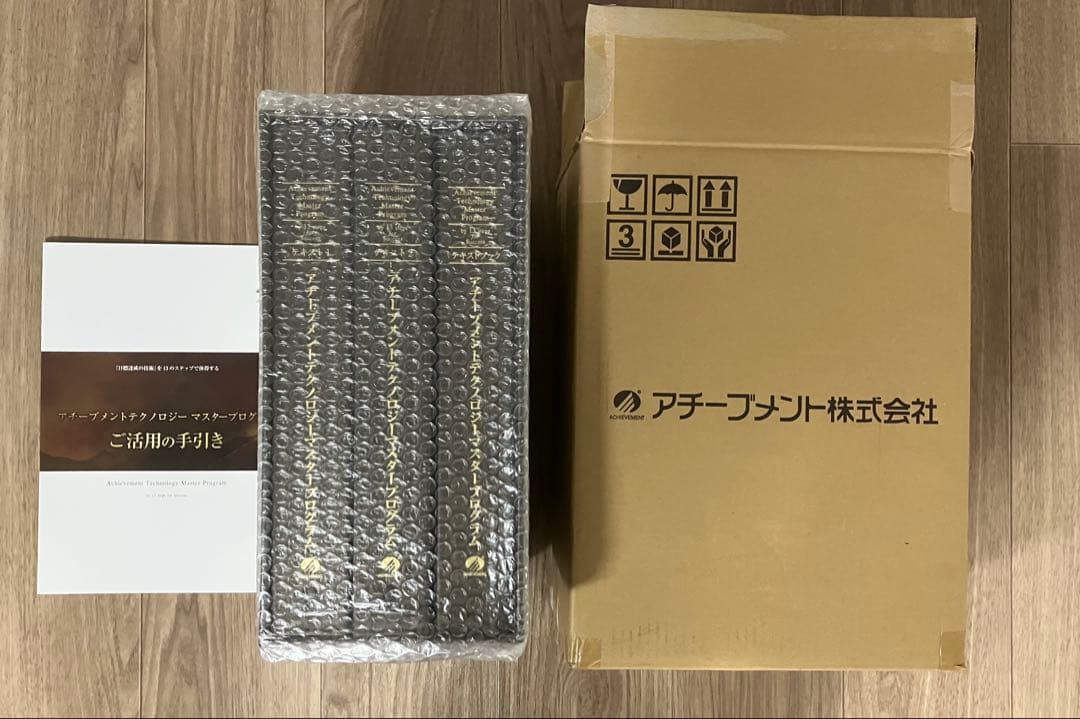 「目標達成の技術」を13のステップで体得する
アチーブメントテクノロジー マスタープログ
ご活用の手引き
Achievement Technology Master Program
Achievement
Technology
Master
Program
テキスト1
アチーブメントテクノロジーマスタープログラム
Achievement
Technology
Master
Program
テキスト2
アチーブメントテクノロジーマスタープログラム
Achievement
Technology
Master
Program
テキストブック
アチーブメントテクノロジーマスタープログラム
3
ACHIEVEMENT
アチーブメント株式会社